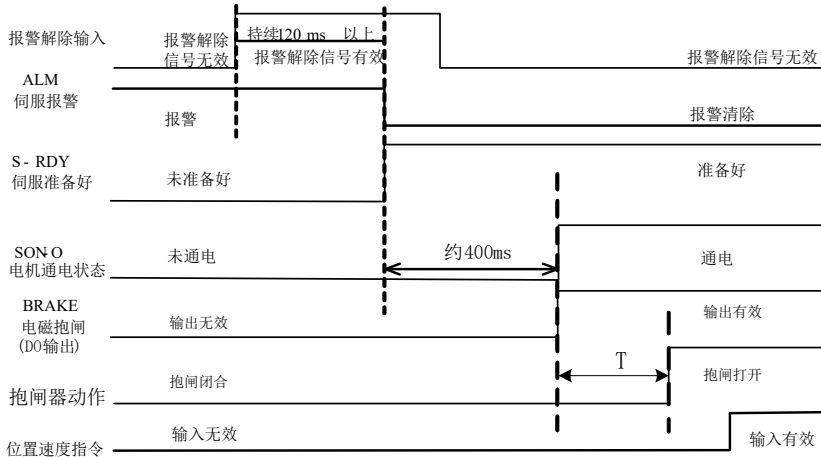 报警解除输入
报警解除
信号无效
持续120 ms 以上
报警解除信号有效
报警解除信号无效
ALM
伺服报警
报警
报警清除
S- RDY
伺服准备好
未准备好
准备好
SON-O
电机通电状态
未通电
约400ms
通电
BRAKE
电磁抱闸
(DO输出)
输出无效
输出有效
T
抱闸器动作
抱闸闭合
抱闸打开
位置速度指令
输入无效
输入有效